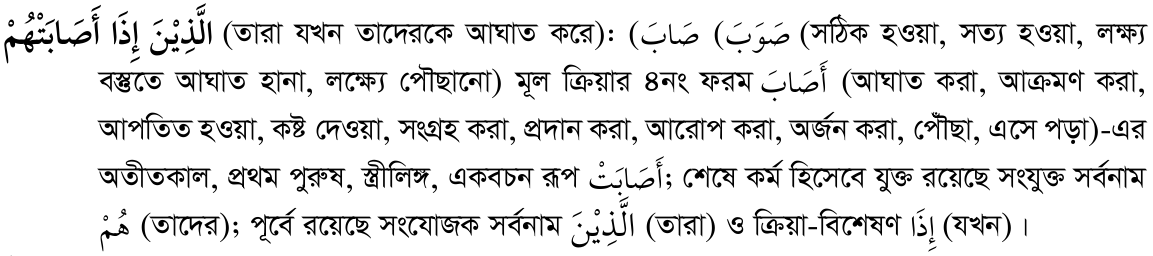 الَّذِيْنَ إِذَا أَصَابَتْهُمْ (তারা যখন তাদেরকে আঘাত করে): (صَابَ (صَوَبَ (সঠিক হওয়া, সত্য হওয়া, লক্ষ্য
বস্তুতে আঘাত হানা, লক্ষ্যে পৌছানো) মূল ক্রিয়ার ৪নং ফরম أَصَابَ (আঘাত করা, আক্রমণ করা,
আপতিত হওয়া, কষ্ট দেওয়া, সংগ্রহ করা, প্রদান করা, আরোপ করা, অর্জন করা, পৌঁছা, এসে পড়া)-এর
অতীতকাল, প্রথম পুরুষ, স্ত্রীলিঙ্গ, একবচন রূপ أَصَابَتْ; শেষে কর্ম হিসেবে যুক্ত রয়েছে সংযুক্ত সর্বনাম
هُمْ (তাদের); পূর্বে রয়েছে সংযোজক সর্বনাম الَّذِيْنَ (তারা) ও ক্রিয়া-বিশেষণ إِذَا (যখন)।